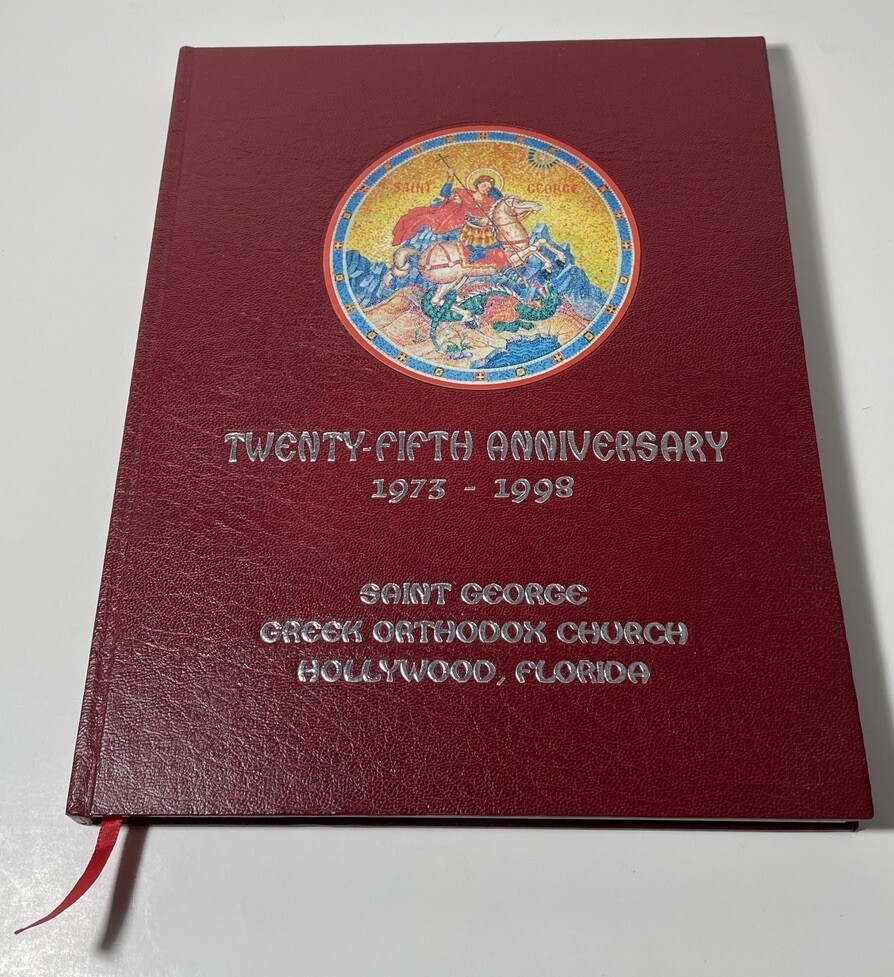 SAINT GEORGE
TWENTY-FIFTH ANNIVERSARY
1973 - 1998
SAINT GEORGE
GREEK ORTHODOX CHURCH
HOLLYWOOD, FLORIDA